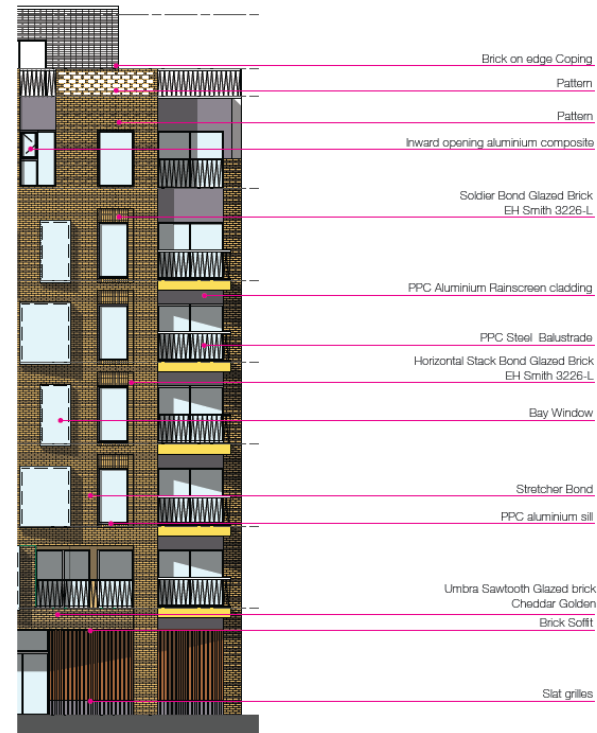 Brick on edge Coping
Pattern
Pattern
Inward opening aluminium composite
Soldier Bond Glazed Brick
EH Smith 3226-L
PPC Aluminium Rainscreen cladding
PPC Steel Balustrade
Horizontal Stack Bond Glazed Brick
EH Smith 3226-L
Bay Window
Stretcher Bond
PPC aluminium sill
Umbra Sawtooth Glazed brick
Cheddar Golden
Brick Soffit
Slat grilles